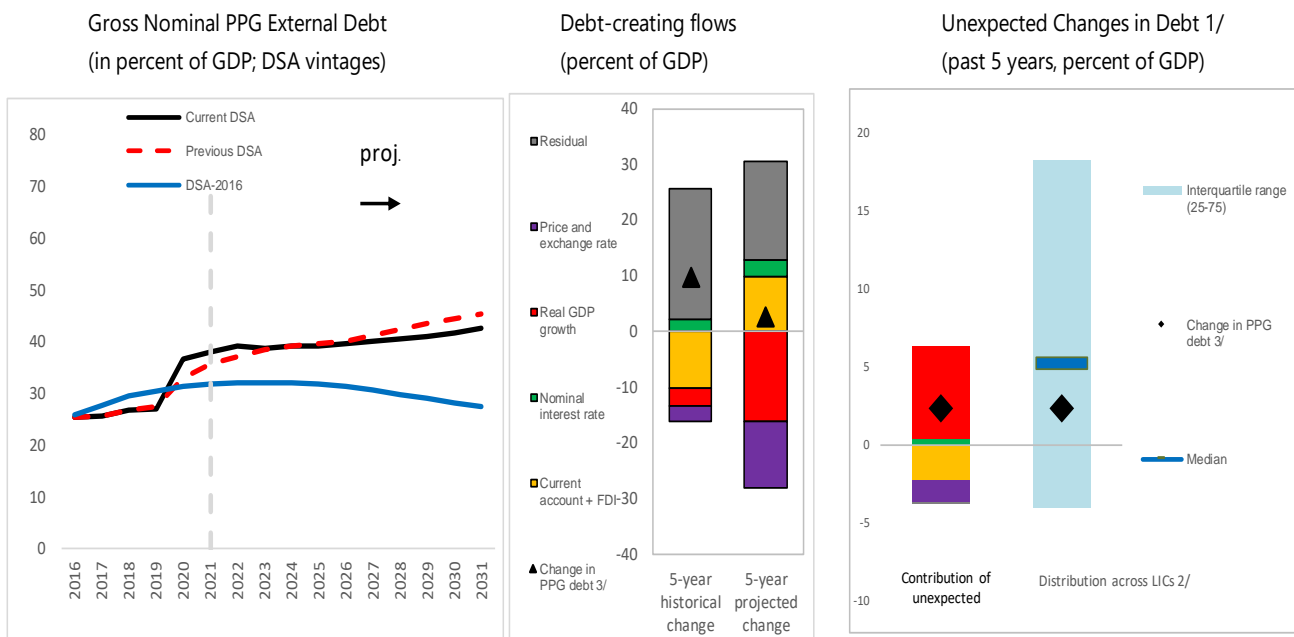 Gross Nominal PPG External Debt
(in percent of GDP; DSA vintages)
Current DSA
Previous DSA
DSA-2016
proj.
80
70
60
50
40
30
20
10
0
2016
2017
2018
2019
2020
2021
2022
2023
2024
2025
2026
2027
2028
2029
2030
2031
Debt-creating flows
(percent of GDP)
Residual
Price and
exchange rate
Real GDP
growth
Nominal
interest rate
Current
account + FDI
Change in
PPG debt 3/
40
30
20
10
0
-10
-20
-30
-40
5-year
historical
change
5-year
projected
change
Unexpected Changes in Debt 1/
(past 5 years, percent of GDP)
20
15
10
5
0
-5
-10
Interquartile range
(25-75)
Change in PPG
debt 3/
Median
Contribution of
unexpected
Distribution across LICs 2/